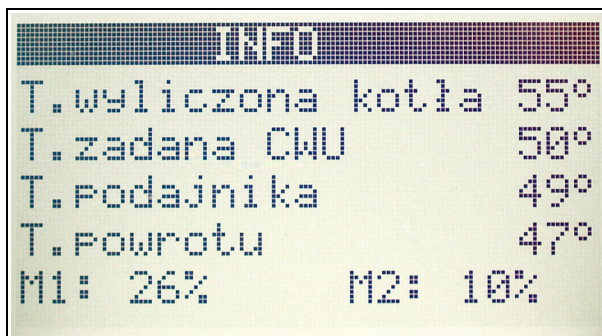 INFO
T.wyliczona kotła 55°
T.zadana CWU 50°
T.podajnika 49°
T.powrotu 47°
M1: 26% M2: 10%